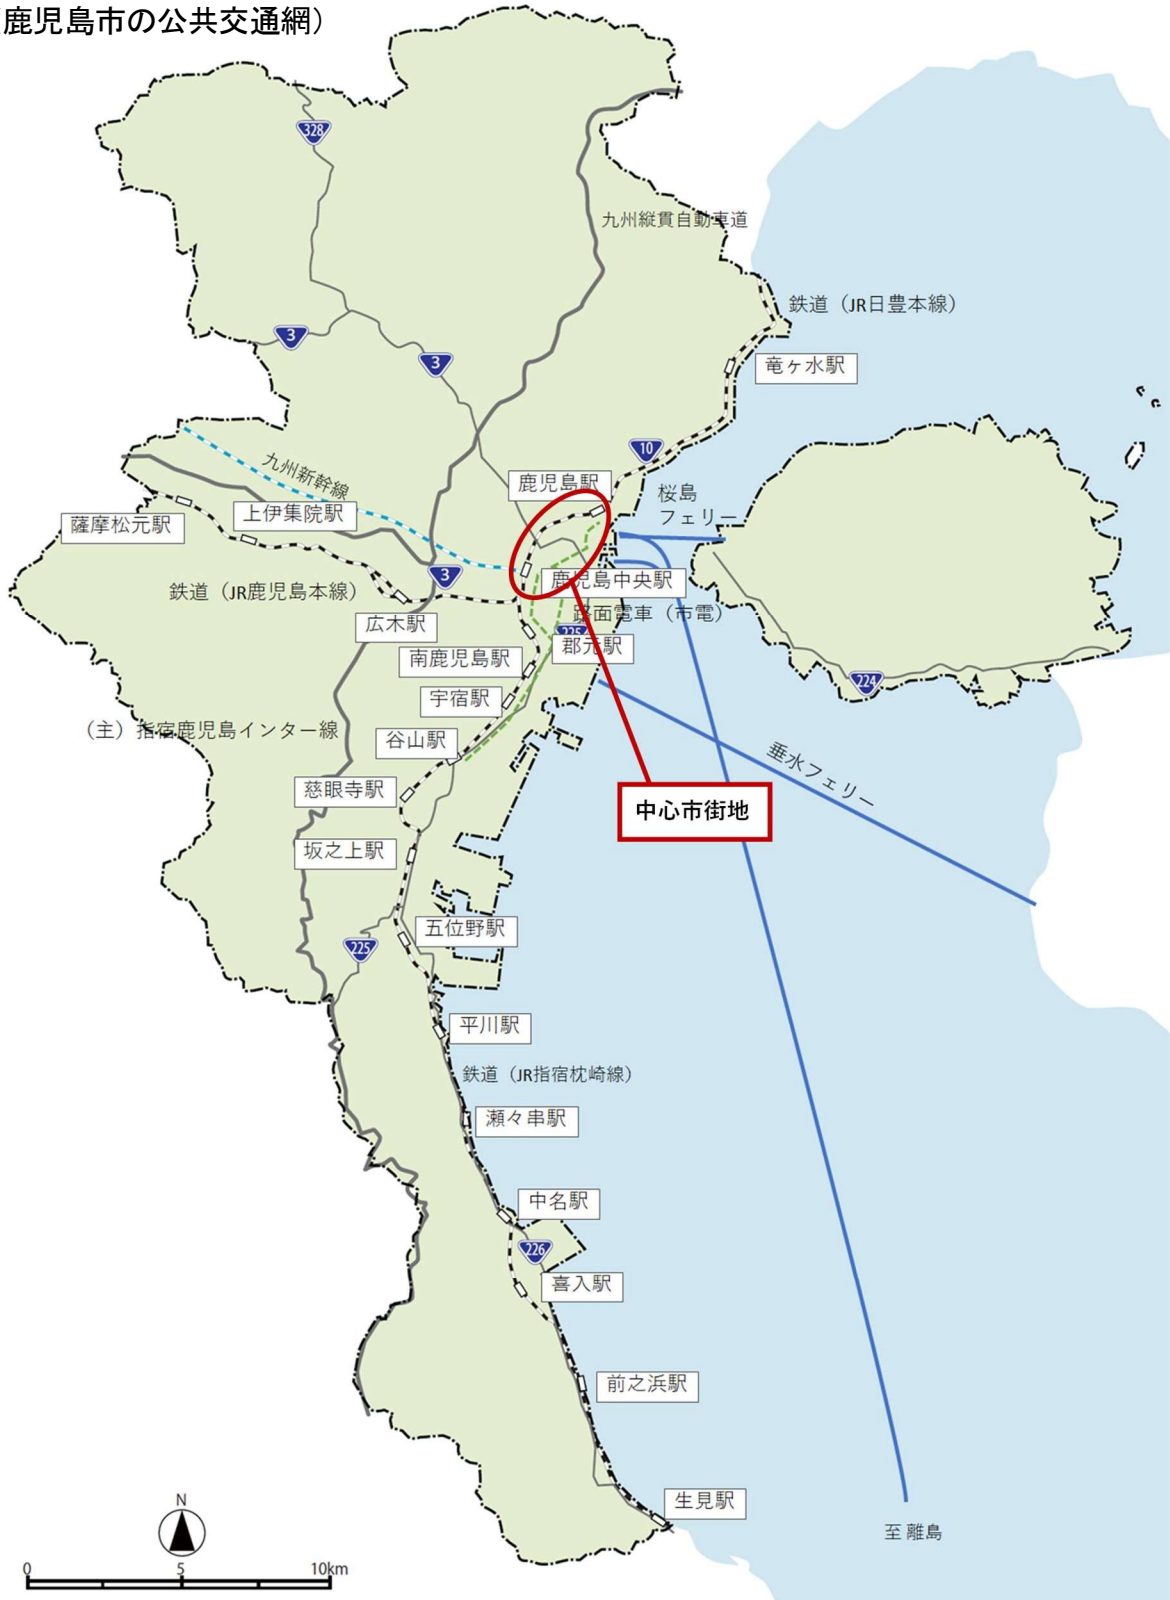 鹿児島市の公共交通網）
328
九州縦貫自動車道
鉄道（JR日豊本線）
3
3
竜ヶ水駅
10
九州新幹線
鹿児島駅
桜島
フェリー
薩摩松元駅
上伊集院駅
3
鹿児島中央駅
鉄道（JR鹿児島本線）
路面電車（市電）
広木駅
225
郡元駅
南鹿児島駅
224
宇宿駅
（主）指宿鹿児島インター線
谷山駅
垂水フェリー
慈眼寺駅
中心市街地
坂之上駅
五位野駅
225
平川駅
鉄道（JR指宿枕崎線）
瀬々串駅
中名駅
226
喜入駅
前之浜駅
生見駅
至 離島
N
0 5 10km